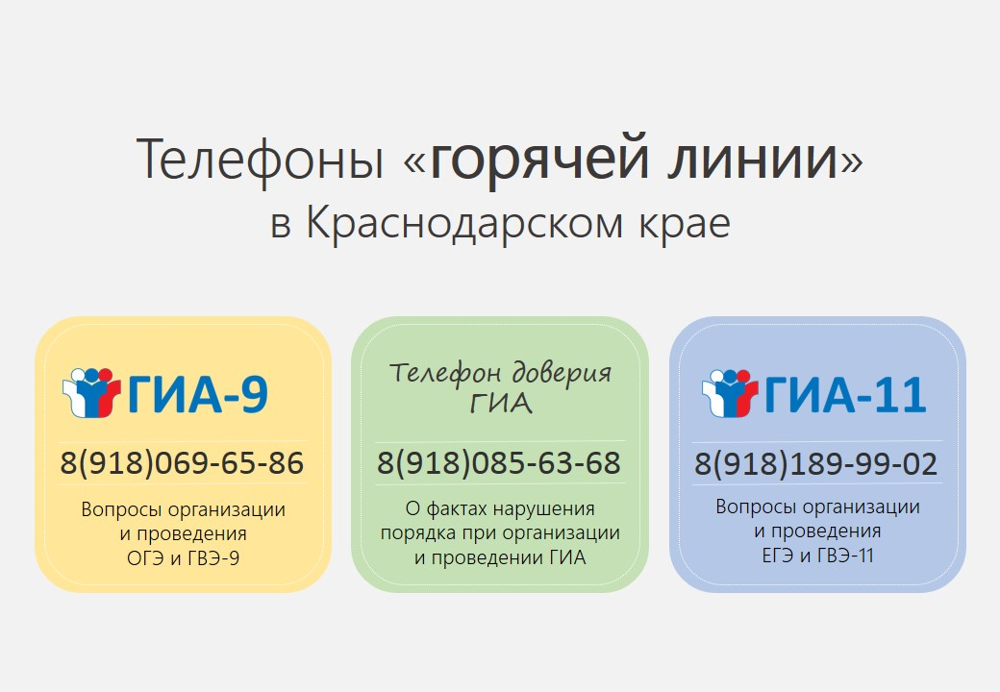 Телефоны «горячей линии»
в Краснодарском крае
ГИА-9
8(918)069-65-86
Вопросы организации
и проведения
ОГЭ и ГВЭ-9
Телефон доверия
ГИА
8(918)085-63-68
О фактах нарушения
порядка при организации
и проведении ГИА
ГИА-11
8(918)189-99-02
Вопросы организации
и проведения
ЕГЭ и ГВЭ-11